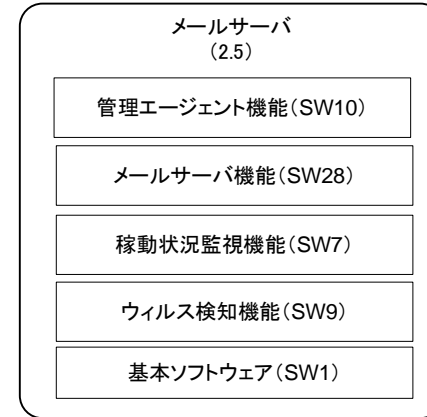 メールサーバ
(2.5)
管理エージェント機能(SW10)
メールサーバ機能(SW28)
稼動状況監視機能(SW7)
ウィルス検知機能(SW9)
基本ソフトウェア(SW1)